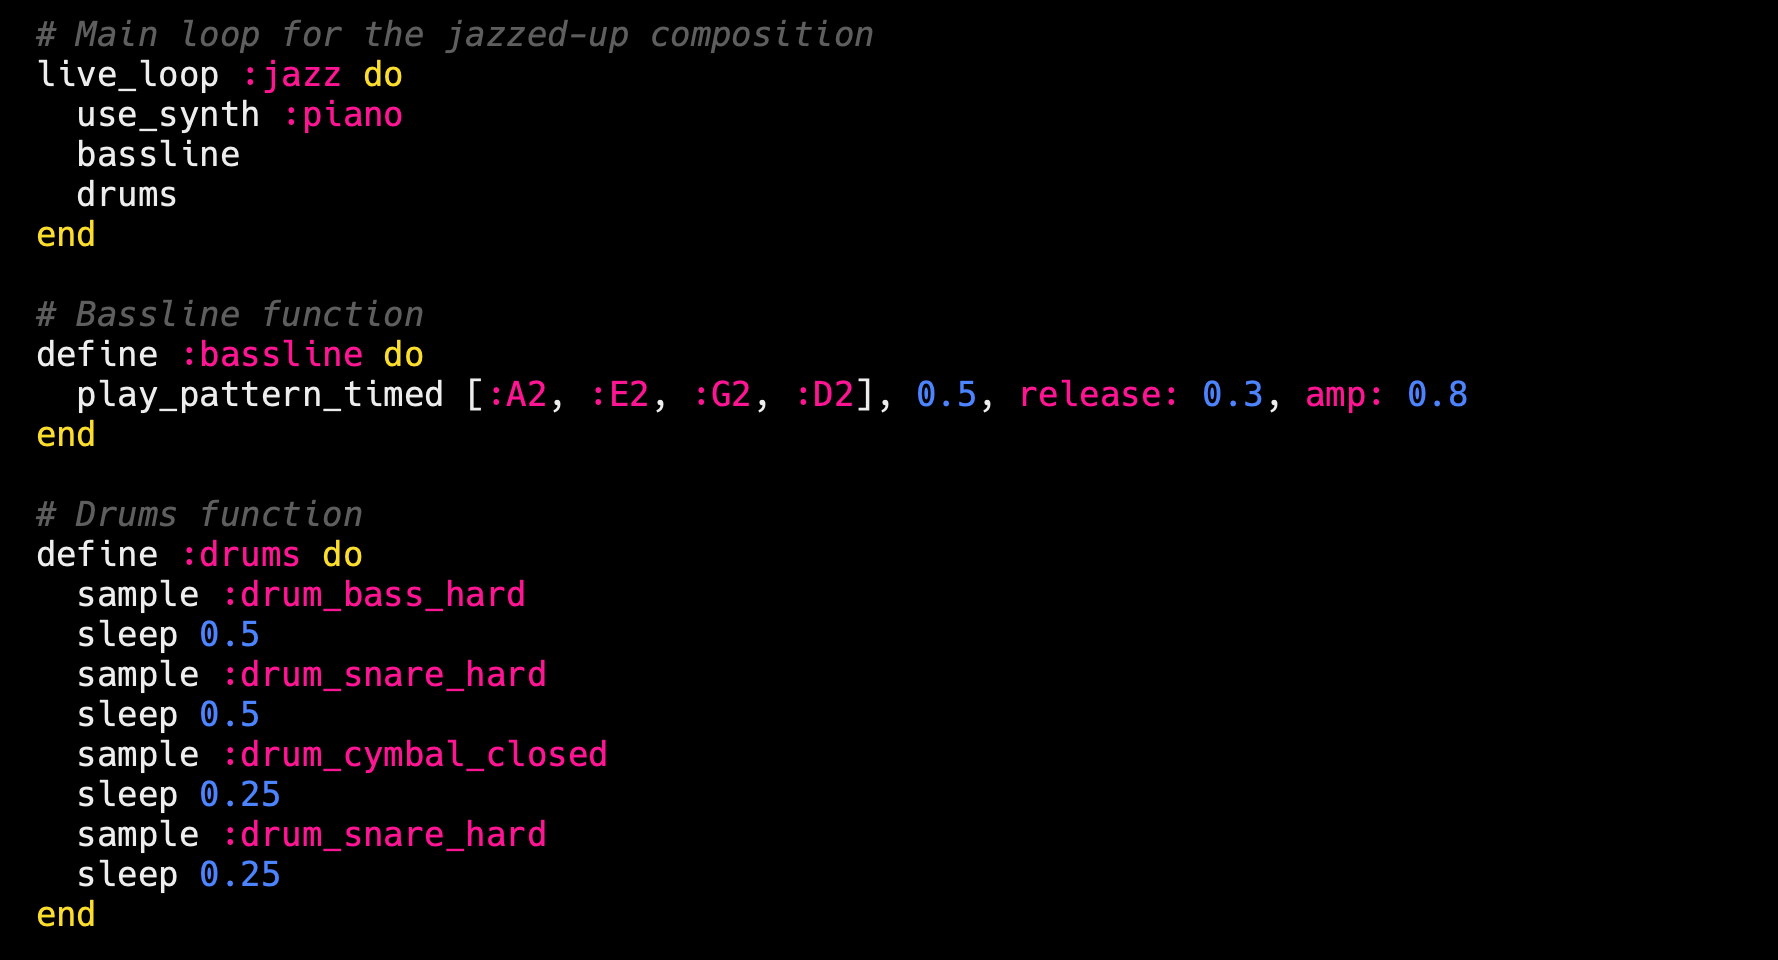 # Main loop for the jazzed-up composition
live_loop :jazz do
  use_synth :piano
  bassline
  drums
end

# Bassline function
define :bassline do
  play_pattern_timed [:A2, :E2, :G2, :D2], 0.5, release: 0.3, amp: 0.8
end

# Drums function
define :drums do
  sample :drum_bass_hard
  sleep 0.5
  sample :drum_snare_hard
  sleep 0.5
  sample :drum_cymbal_closed
  sleep 0.25
  sample :drum_snare_hard
  sleep 0.25
end